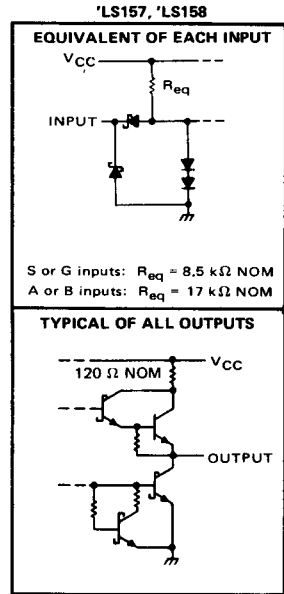 'LS157, 'LS158
EQUIVALENT OF EACH INPUT
VCC
Req
INPUT
S or G inputs: Req = 8.5 kΩ NOM
A or B inputs: Req = 17 kΩ NOM
TYPICAL OF ALL OUTPUTS
VCC
120 Ω NOM
OUTPUT